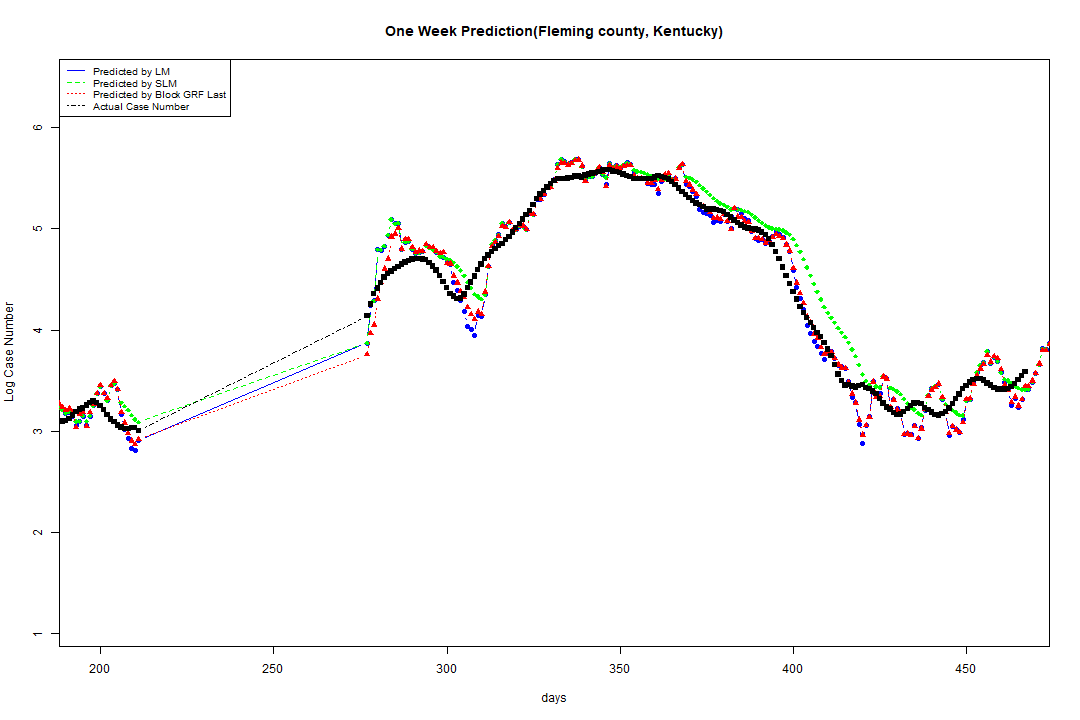 One Week Prediction(Fleming county, Kentucky)
Predicted by LM
Predicted by SLM
Predicted by Block GRF Last
Actual Case Number
Log Case Number
6
5
4
3
2
1
200 250 300 350 400 450
days